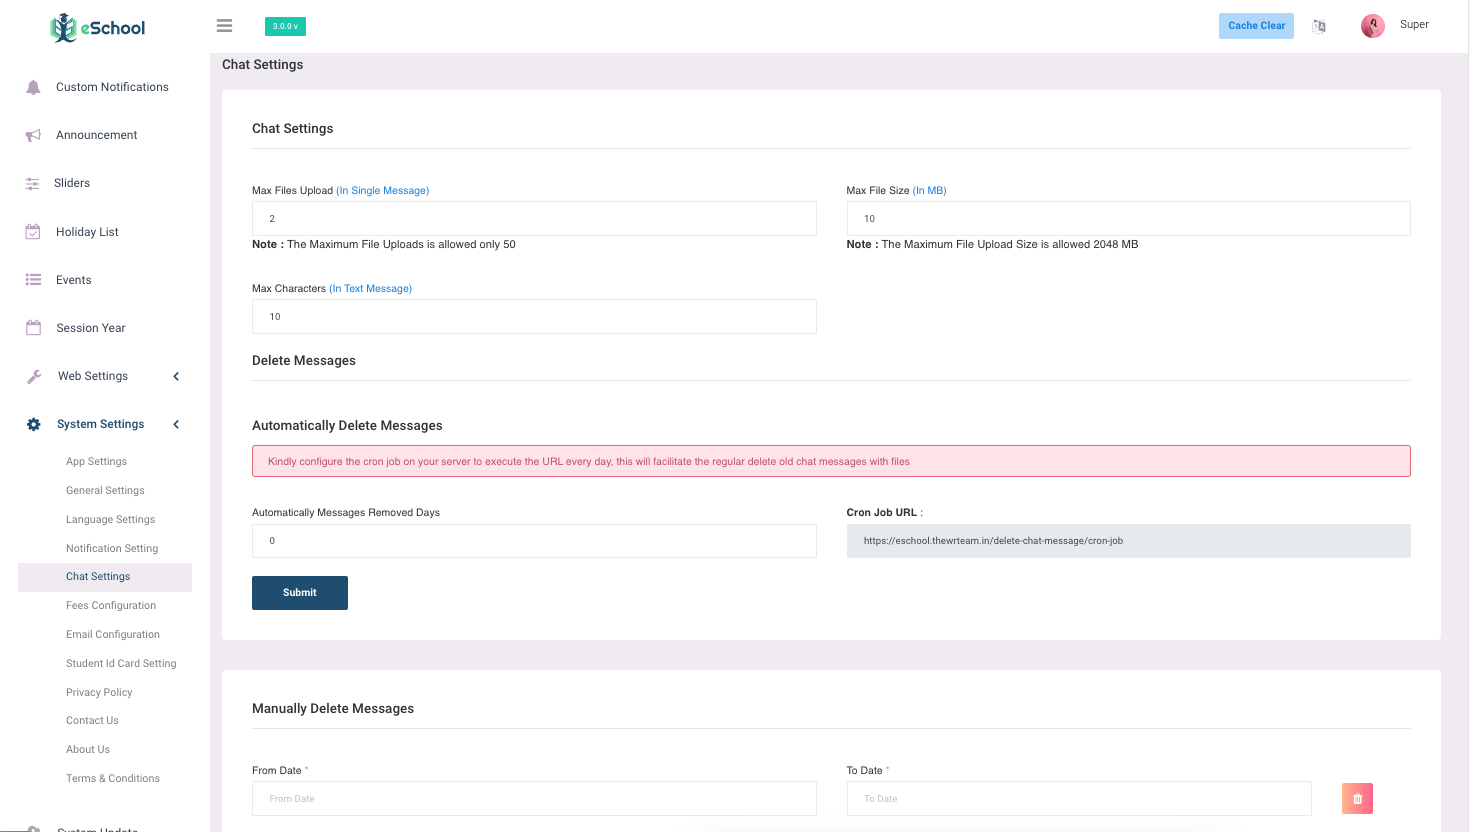 eSchool
3.0.0 v
Cache Clear
Super
Custom Notifications
Announcement
Sliders
Holiday List
Events
Session Year
Web Settings
System Settings
App Settings
General Settings
Language Settings
Notification Setting
Chat Settings
Fees Configuration
Email Configuration
Student Id Card Setting
Privacy Policy
Contact Us
About Us
Terms & Conditions
System Update
Chat Settings
Chat Settings
Max Files Upload (In Single Message)
2
Note : The Maximum File Uploads is allowed only 50
Max File Size (In MB)
10
Note : The Maximum File Upload Size is allowed 2048 MB
Max Characters (In Text Message)
10
Delete Messages
Automatically Delete Messages
Kindly configure the cron job on your server to execute the URL every day, this will facilitate the regular delete old chat messages with files
Automatically Messages Removed Days
0
Cron Job URL :
https://eschool.thewrteam.in/delete-chat-message/cron-job
Submit
Manually Delete Messages
From Date *
From Date
To Date *
To Date